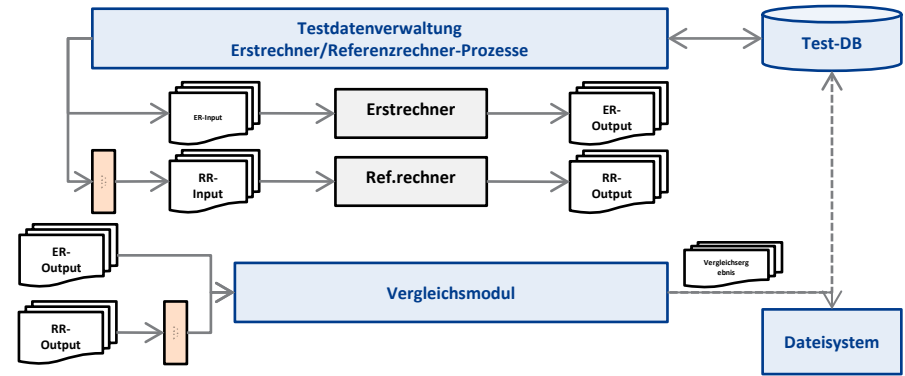 Testdatenverwaltung
Erstrechner/Referenzrechner-Prozesse
Test-DB
ER-Input
Erstrechner
ER-
Output
RR-
Input
Ref.rechner
RR-
Output
ER-
Output
Vergleichserg
ebnis
Vergleichsmodul
RR-
Output
Dateisystem